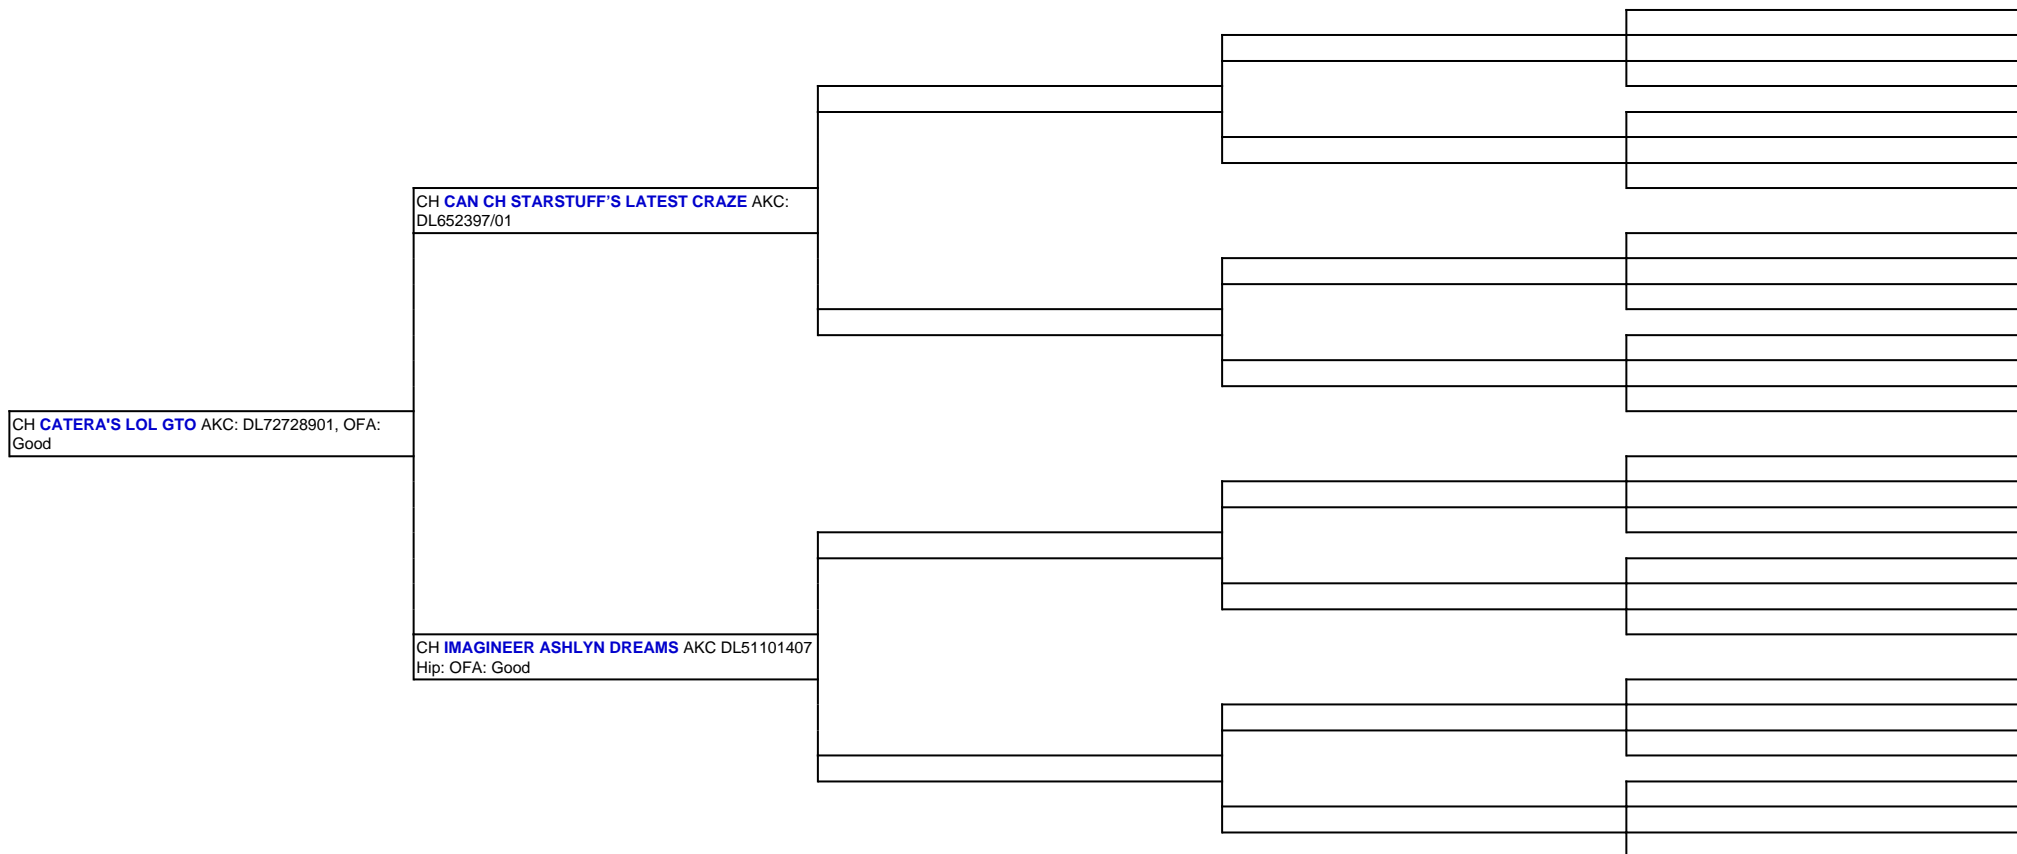 CH CAN CH STARSTUFF’S LATEST CRAZE AKC:
DL652397/01
CH CATERA'S LOL GTO AKC: DL72728901, OFA:
Good
CH IMAGINEER ASHLYN DREAMS AKC DL51101407
Hip: OFA: Good